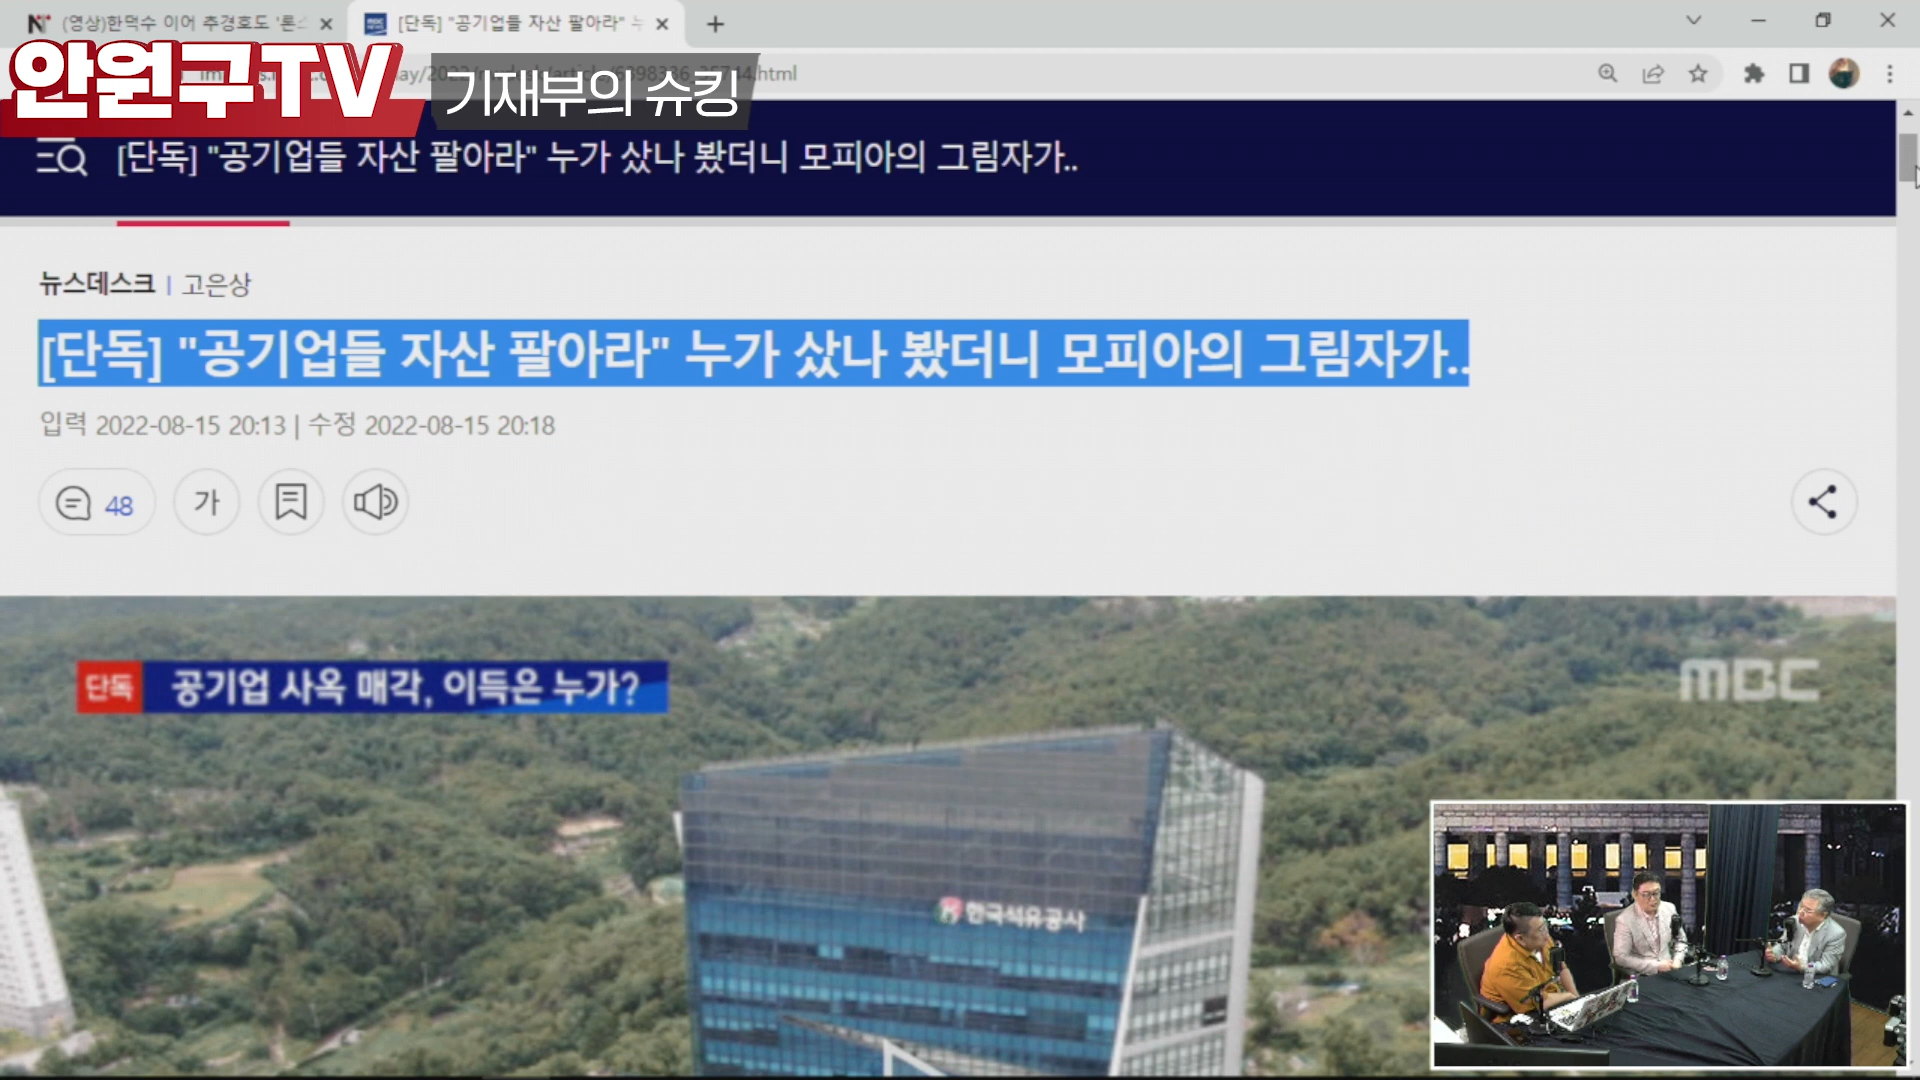 (영상)한덕수 이어 추경호도 '론스
[단독] "공기업들 자산 팔아라" 누
안원구TV
기재부의 슈킹
[단독] "공기업들 자산 팔아라" 누가 샀나 봤더니 모피아의 그림자가..
뉴스데스크 | 고은상
[단독] "공기업들 자산 팔아라" 누가 샀나 봤더니 모피아의 그림자가..
입력 2022-08-15 20:13 | 수정 2022-08-15 20:18
48
가
단독 공기업 사옥 매각, 이득은 누가?
MBC
한국석유공사